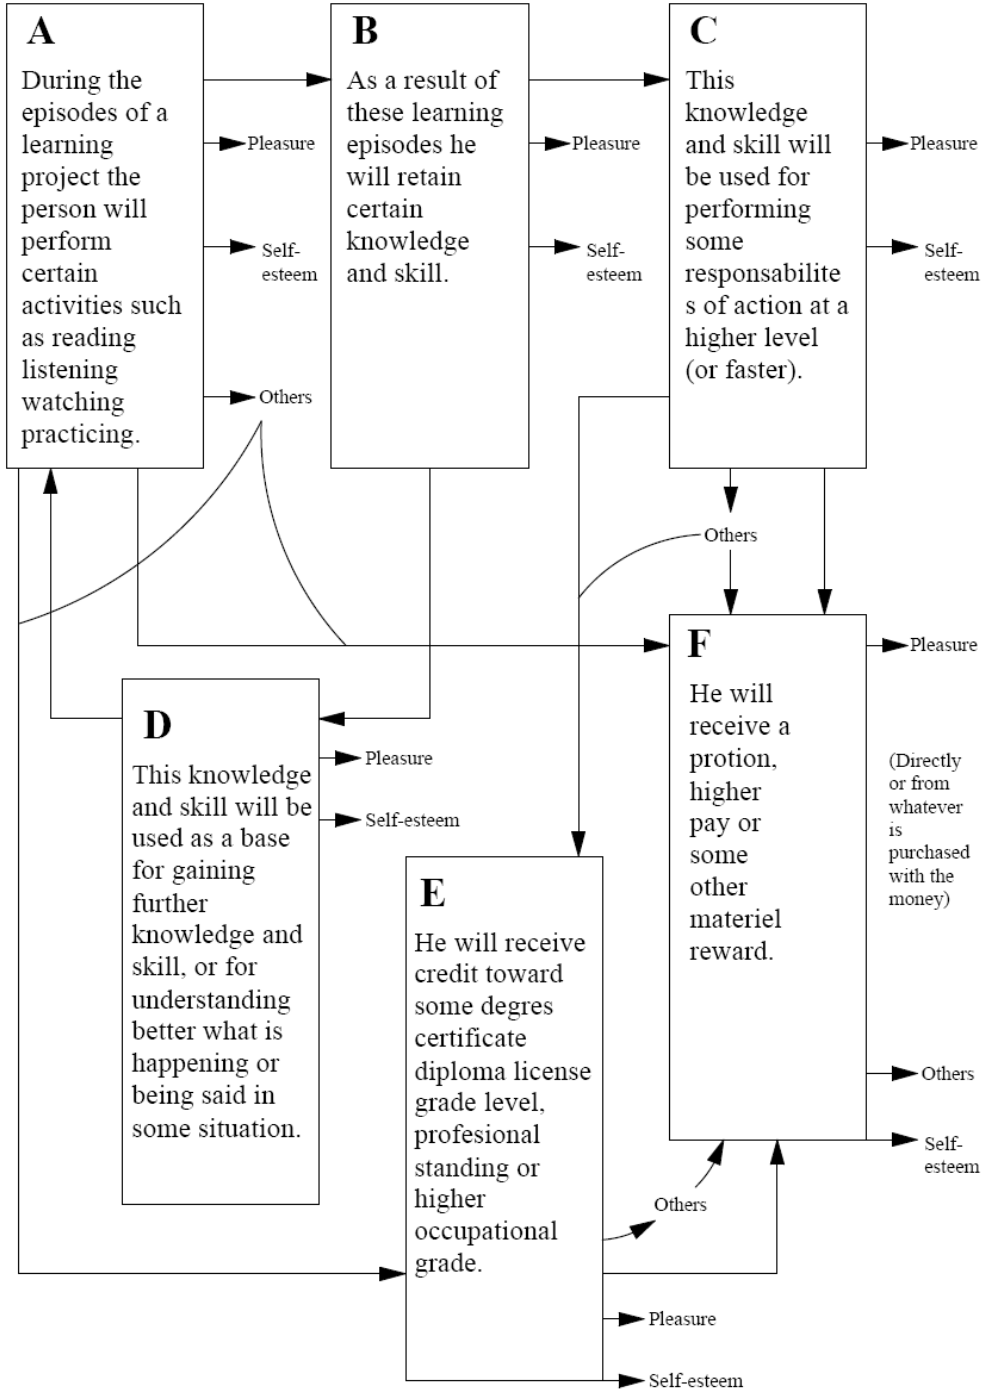 A
During the
episodes of a
learning
project the
person will
perform
certain
activities such
as reading
listening
watching
practicing.
Pleasure
Self-
esteem
Others
B
As a result of
these learning
episodes he
will retain
certain
knowledge
and skill.
Pleasure
Self-
esteem
C
This
knowledge
and skill will
be used for
performing
some
responsabilite
s of action at a
higher level
(or faster).
Pleasure
Self-
esteem
Others
D
This knowledge
and skill will be
used as a base
for gaining
further
knowledge and
skill, or for
understanding
better what is
happening or
being said in
some situation.
Pleasure
Self-esteem
E
He will receive
credit toward
some degres
certificate
diploma license
grade level,
profesional
standing or
higher
occupational
grade.
Others
Pleasure
Self-esteem
F
He will
receive a
protion,
higher
pay or
some
other
materiel
reward.
Pleasure
(Directly
or from
whatever
is
purchased
with the
money)
Others
Self-
esteem